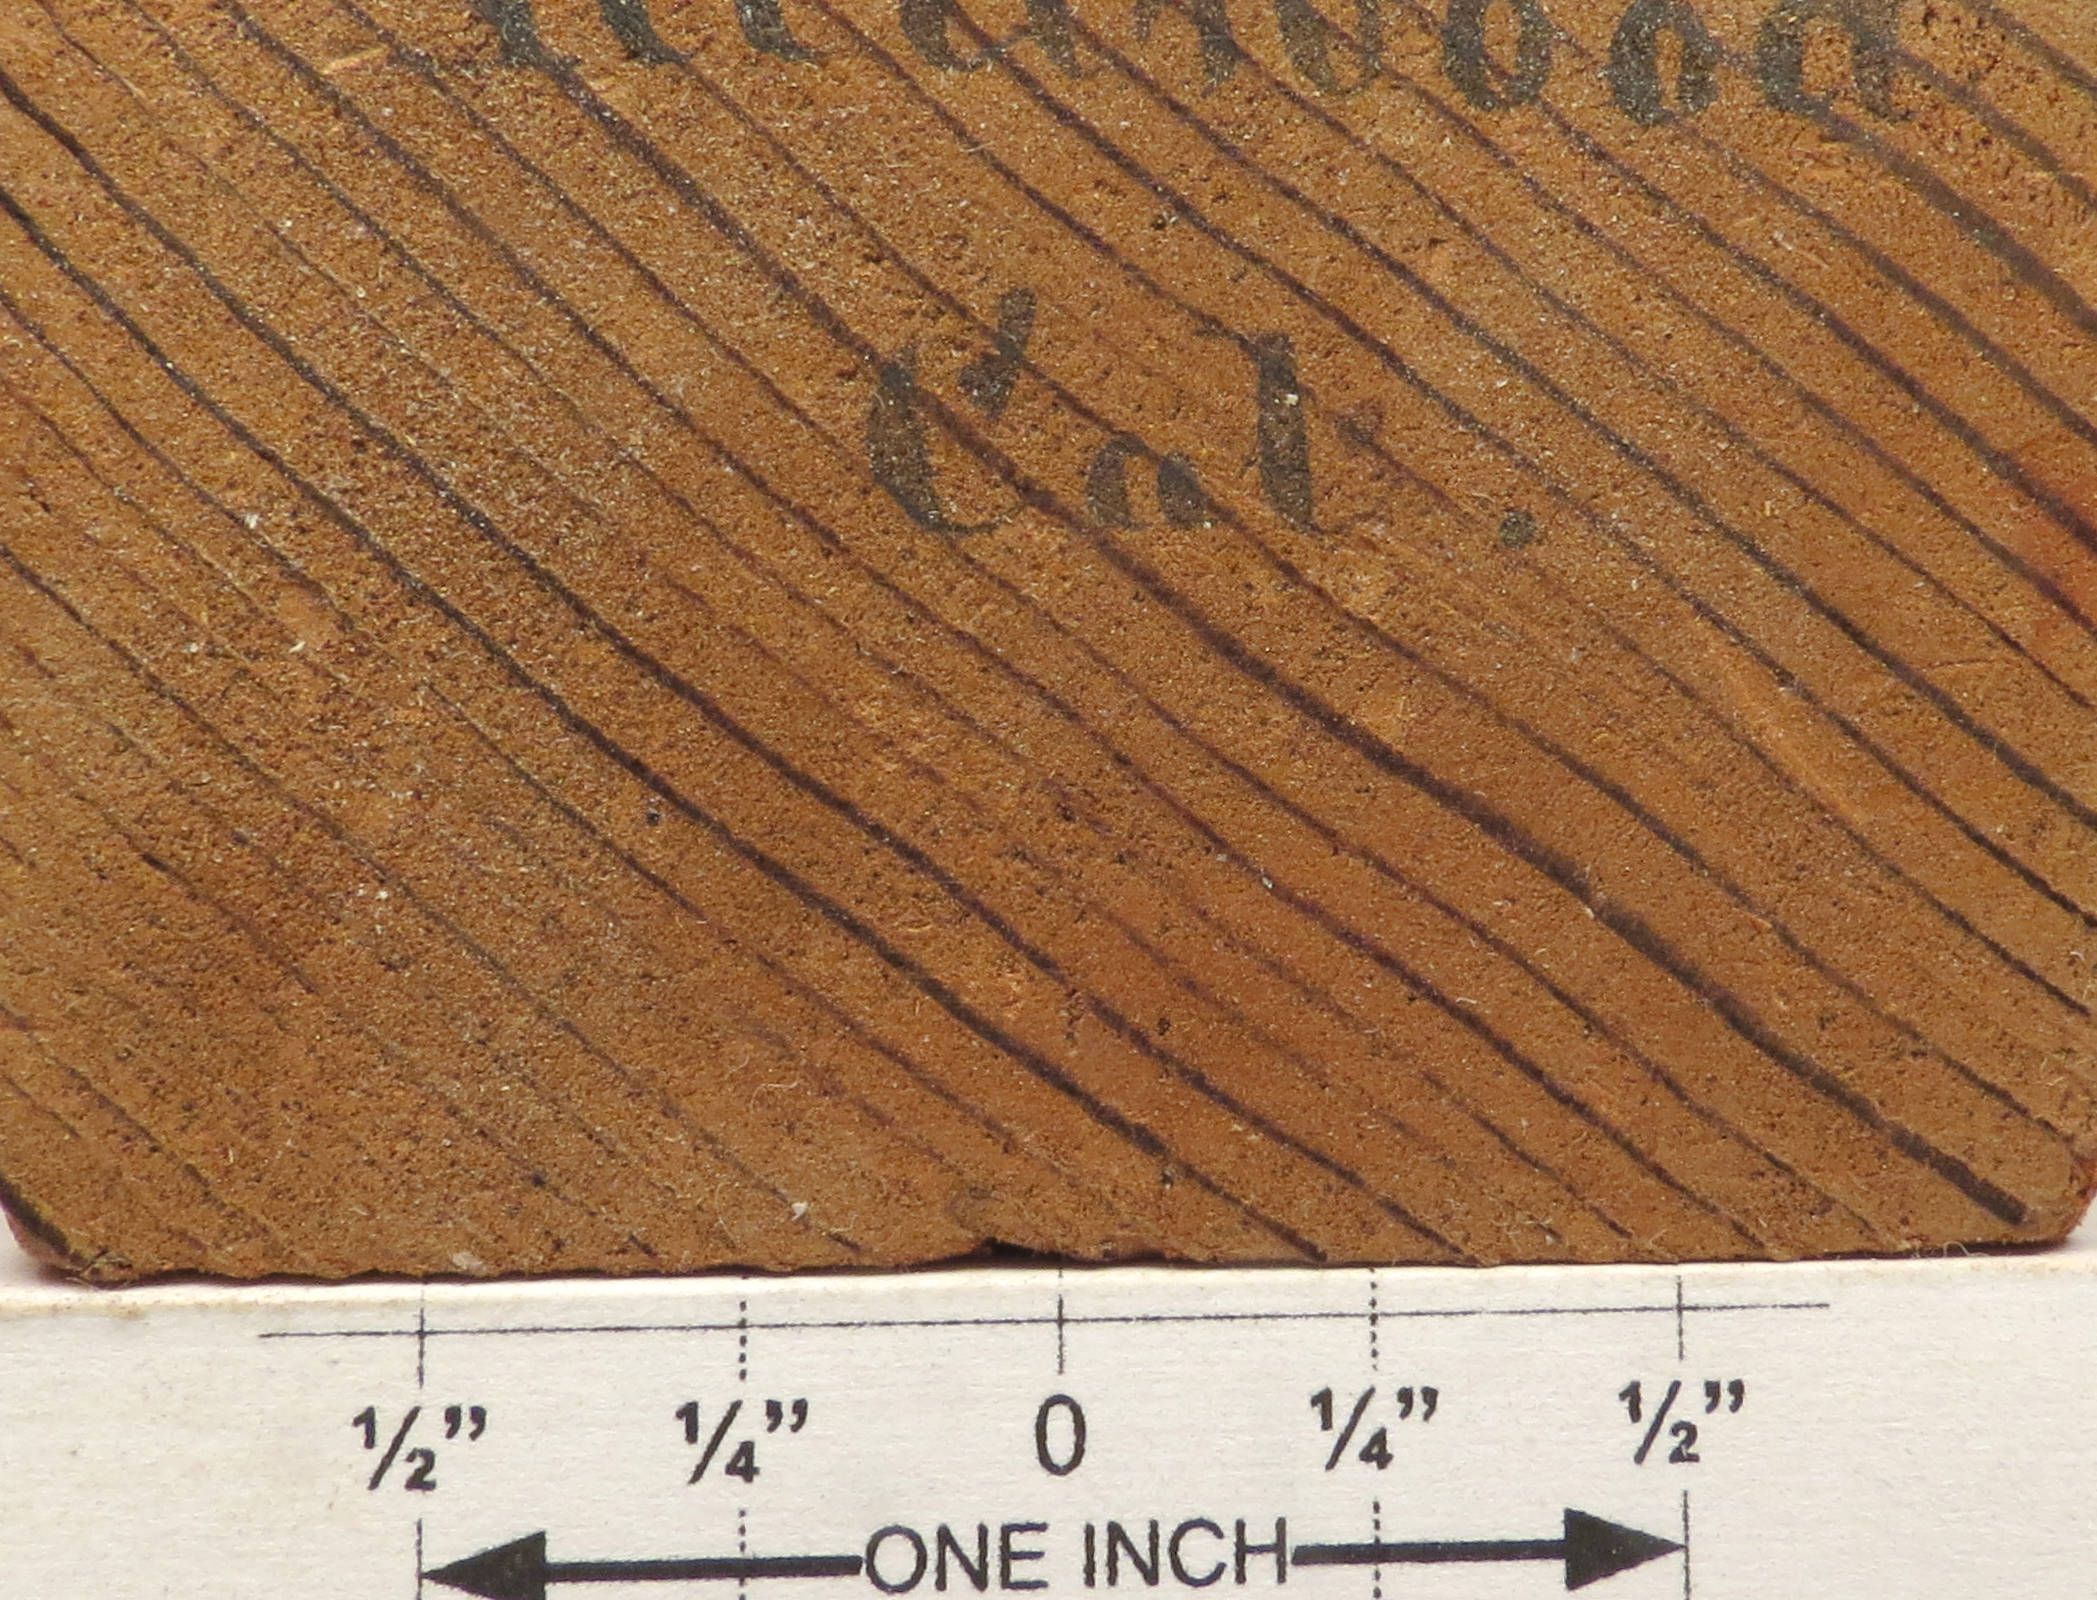 Cal.
½” ¼” 0 ¼” ½”
ONE INCH